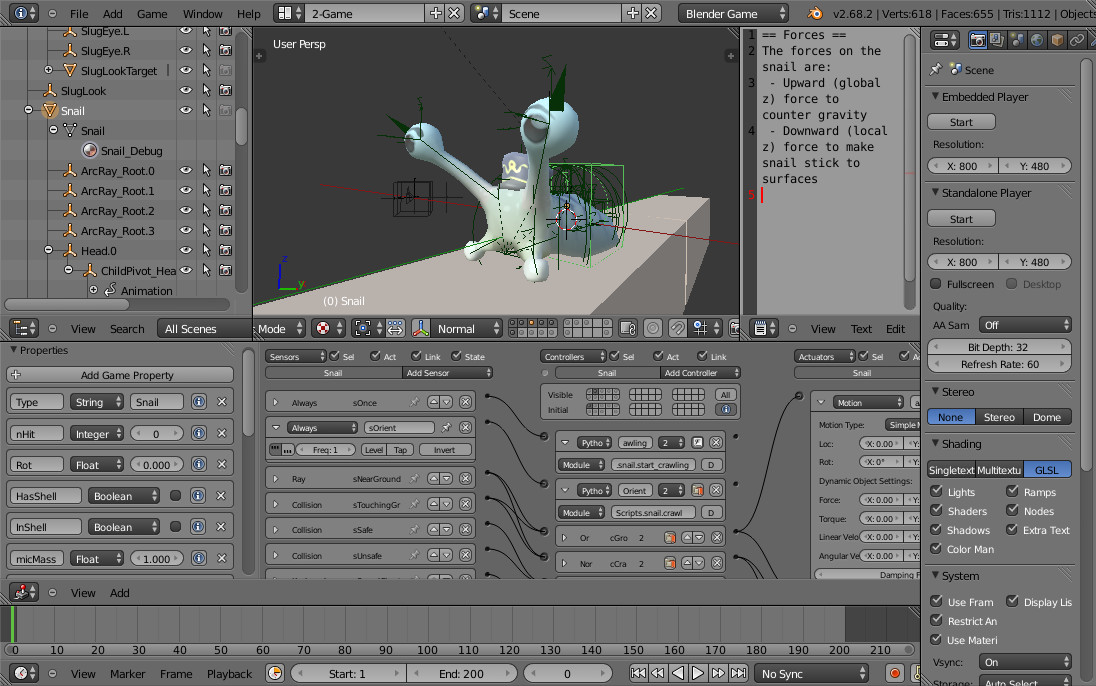 File Add Game Window Help 2-Game Scene Blender Game v2.68.2 | Verts:618 | Faces:655 | Tris:1112 | Objects
SlugEye.L
SlugEye.R
SlugLookTarget
SlugLook
Snail
Snail
Snail_Debug
ArcRay_Root.0
ArcRay_Root.1
ArcRay_Root.2
ArcRay_Root.3
Head.0
ChildPivot_Hea
Animation
View Search All Scenes
User Persp
(0) Snail
z
y
Mode Normal
1 == Forces ==
2 The forces on the
snail are:
3 - Upward (global
z) force to
counter gravity
4 - Downward (local
z) force to make
snail stick to
surfaces
5
View Text Edit
Scene
Embedded Player
Start
Resolution:
X: 800 Y: 480
Standalone Player
Start
Resolution:
X: 800 Y: 480
Fullscreen Desktop
Quality:
AA Sam Off
Bit Depth: 32
Refresh Rate: 60
Stereo
None Stereo Dome
Shading
Singletext Multitextu GLSL
Lights Ramps
Shaders Nodes
Shadows Extra Text
Color Man
System
Use Fram Display Lis
Restrict An
Use Materi
Vsync: On
Storage: Auto Select
Properties
Add Game Property
Type String Snail
nHit Integer 0
Rot Float 0.000
HasShell Boolean
InShell Boolean
micMass Float 1.000
Sensors Sel Act Link State
Snail Add Sensor
Always sOnce
Always sOrient
Freq: 1 Level Tap Invert
Ray sNearGround
Collision sTouchingGr
Collision sSafe
Collision sUnsafe
Controllers Sel Act Link
Snail Add Controller
Visible All
Initial
Pytho awling 2
Module .snail.start_crawling D
Pytho Orient 2
Module Scripts.snail.crawl D
Or cGro 2
Nor cCra 2
Actuators Sel A
Snail
Motion
Motion Type: Simple M
Loc: X: 0.00 Y:
Rot: X: 0° Y:
Dynamic Object Settings:
Force: X: 0.00 Y:
Torque: X: 0.00 Y:
Linear Velo X: 0.00 Y:
Angular Ve X: 0.00 Y:
Damping F
View Add
0 10 20 30 40 50 60 70 80 90 100 110 120 130 140 150 160 170 180 190 200 210
View Marker Frame Playback Start: 1 End: 200 0 No Sync